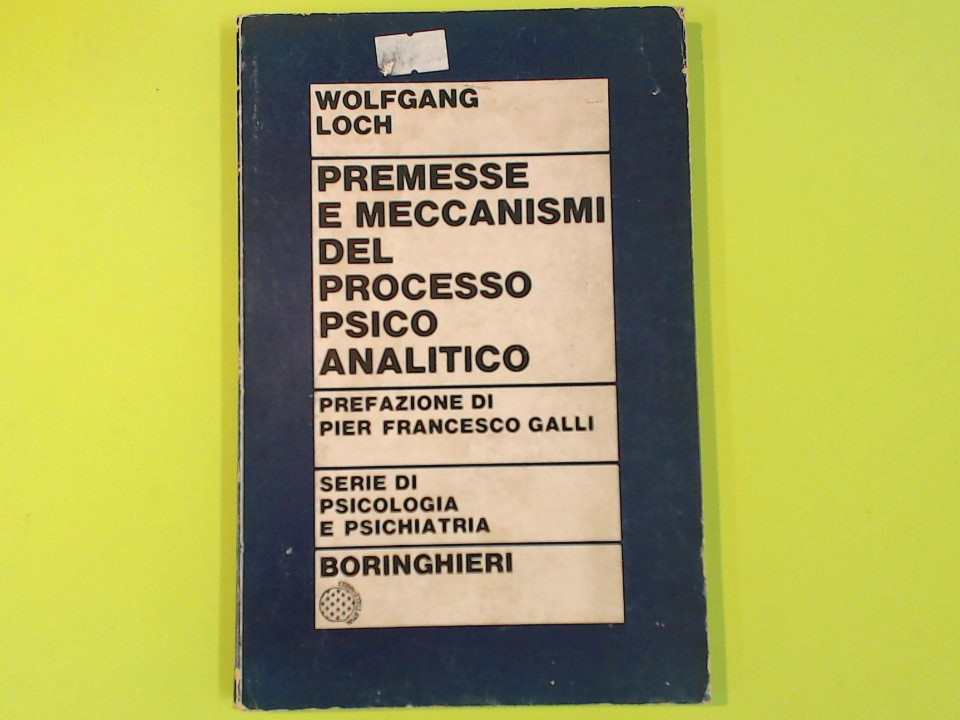 WOLFGANG
LOCH
PREMESSE
E MECCANISMI
DEL
PROCESSO
PSICO
ANALITICO
PREFAZIONE DI
PIER FRANCESCO GALLI
SERIE DI
PSICOLOGIA
E PSICHIATRIA
BORINGHIERI